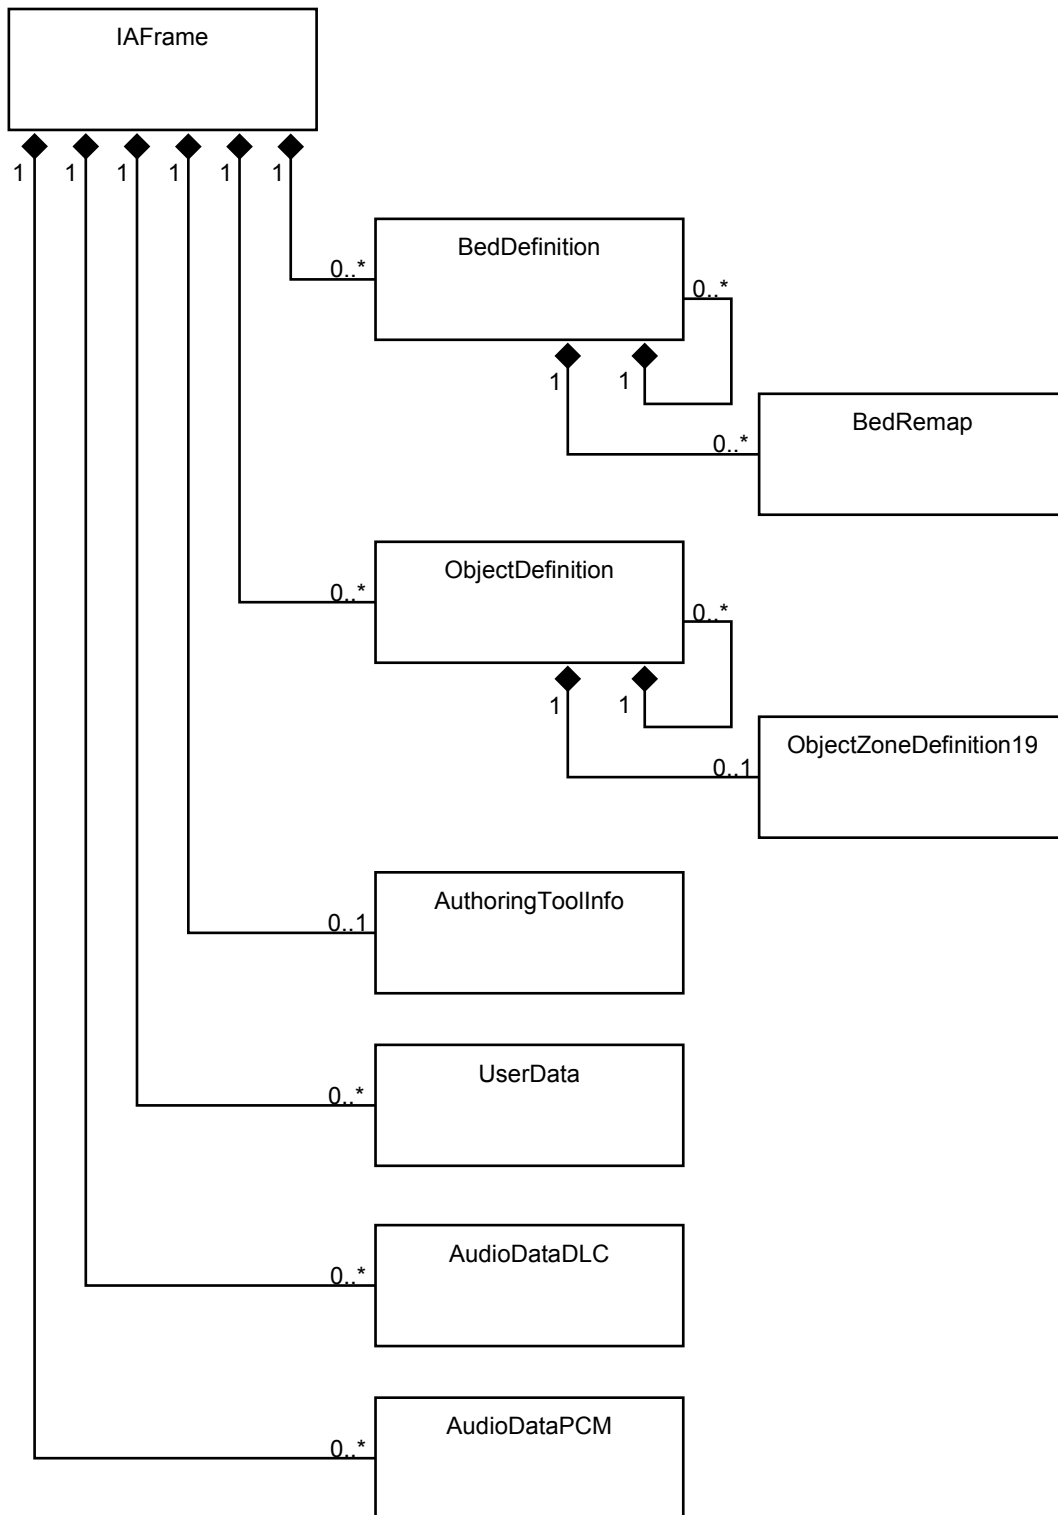 IAFrame
1 1 1 1 1 1
BedDefinition
0..*
0..*
1 1
BedRemap
0..*
ObjectDefinition
0..*
0..*
1 1
ObjectZoneDefinition19
0..1
AuthoringToolInfo
0..1
UserData
0..*
AudioDataDLC
0..*
AudioDataPCM
0..*